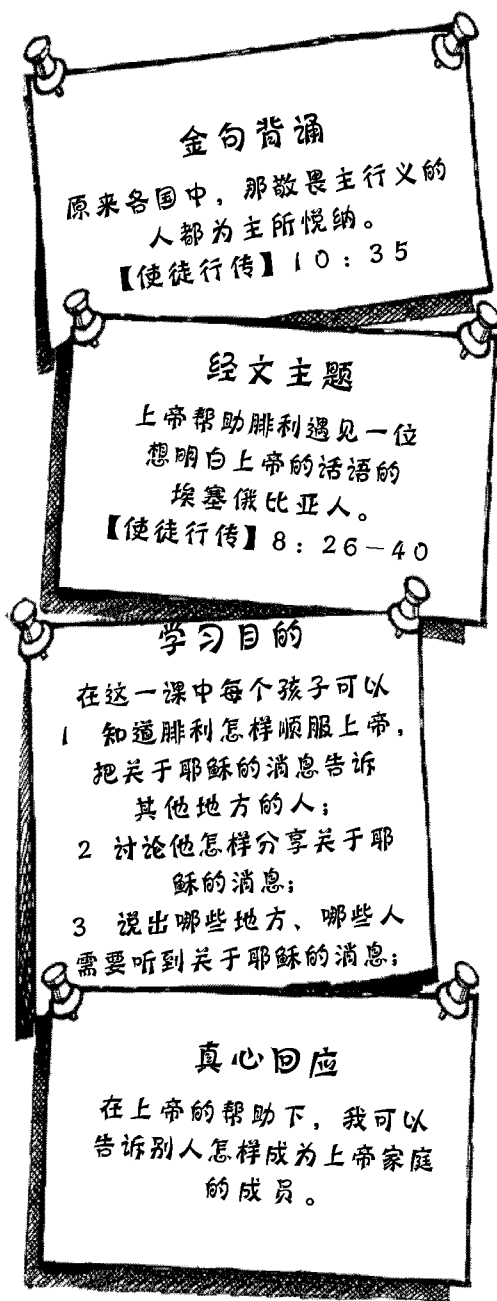 金句背诵
原来各国中，那敬畏主行义的
人都为主所悦纳。
【使徒行传】10：35
经文主题
上帝帮助腓利遇见一位
想明白上帝的话语的
埃塞俄比亚人。
【使徒行传】8：26－40
学习目的
在这一课中每个孩子可以
1 知道腓利怎样顺服上帝，
把关于耶稣的消息告诉
其他地方的人；
2 讨论他怎样分享关于耶
稣的消息；
3 说出哪些地方、哪些人
需要听到关于耶稣的消息；
真心回应
在上帝的帮助下，我可以
告诉别人怎样成为上帝家庭
的成员。